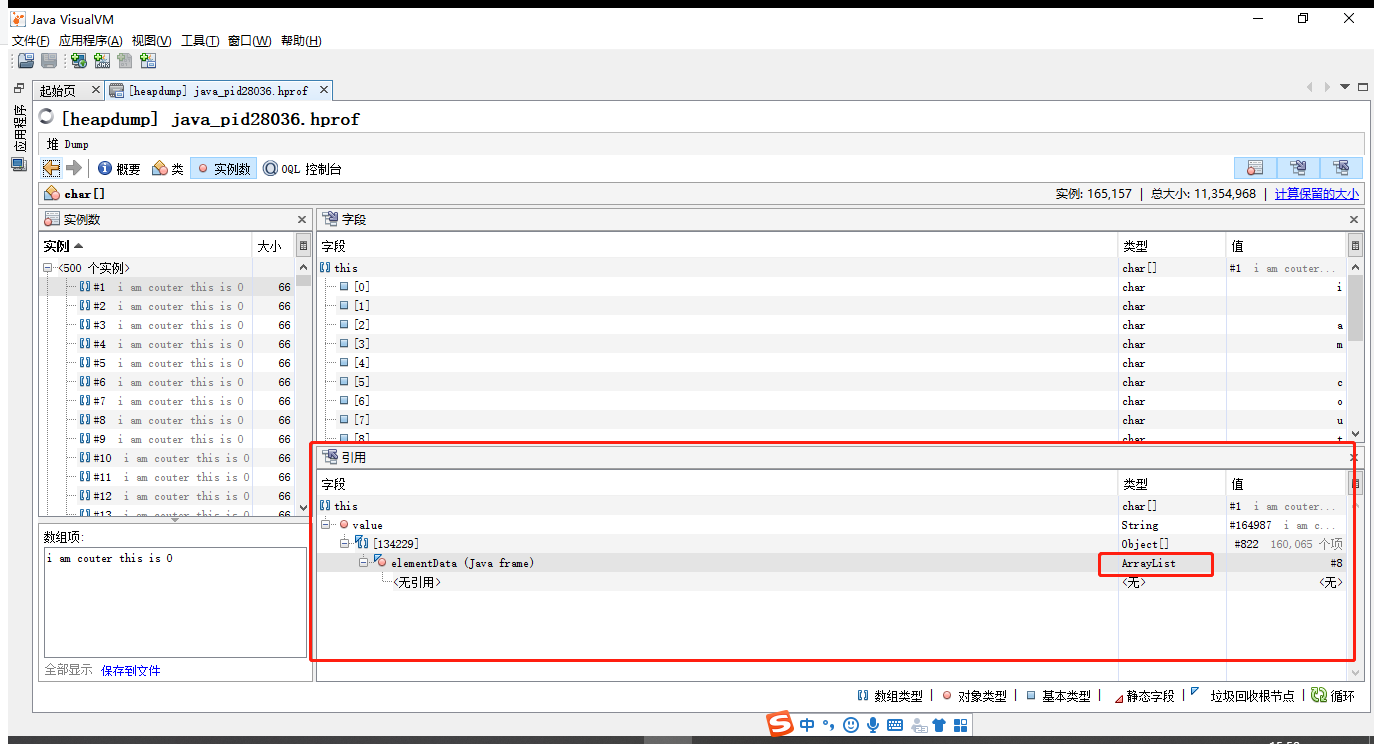 Java VisualVM
文件(F) 应用程序(A) 视图(V) 工具(T) 窗口(W) 帮助(H)
应用程序
起始页 [heapdump] java_pid28036.hprof
[heapdump] java_pid28036.hprof
堆 Dump
概要 类 实例数 OQL 控制台
char[] 实例: 165,157 | 总大小: 11,354,968 | 计算保留的大小
实例数
实例 大小
<500 个实例>
#1 i am couter this is 0 66
#2 i am couter this is 0 66
#3 i am couter this is 0 66
#4 i am couter this is 0 66
#5 i am couter this is 0 66
#6 i am couter this is 0 66
#7 i am couter this is 0 66
#8 i am couter this is 0 66
#9 i am couter this is 0 66
#10 i am couter this is 0 66
#11 i am couter this is 0 66
#12 i am couter this is 0 66
#13 i am couter this is 0 66
数组项:
i am couter this is 0
全部显示 保存到文件
字段
字段 类型 值
this char[] #1 i am couter...
[0] char i
[1] char
[2] char a
[3] char m
[4] char
[5] char c
[6] char o
[7] char u
[8] char t
引用
字段 类型 值
this char[] #1 i am couter...
value String #164987 i am c...
[134229] Object[] #822 160,065 个项
elementData (Java frame) ArrayList #8
<无引用> <无> <无>
数组类型 | 对象类型 | 基本类型 | 静态字段 | 垃圾回收根节点 | 循环
S 中